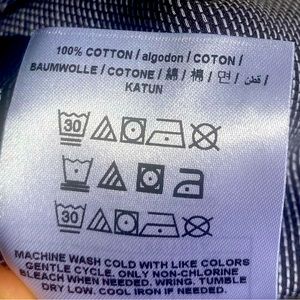 100% COTTON / algodon / COTON /
BAUMWOLLE / COTONE / 綿 / 棉 / 면 / قطن /
KATUN
30
30
MACHINE WASH COLD WITH LIKE COLORS
GENTLE CYCLE. ONLY NON-CHLORINE
BLEACH WHEN NEEDED. WRING. TUMBLE
DRY LOW. COOL IRON IF NEEDED.